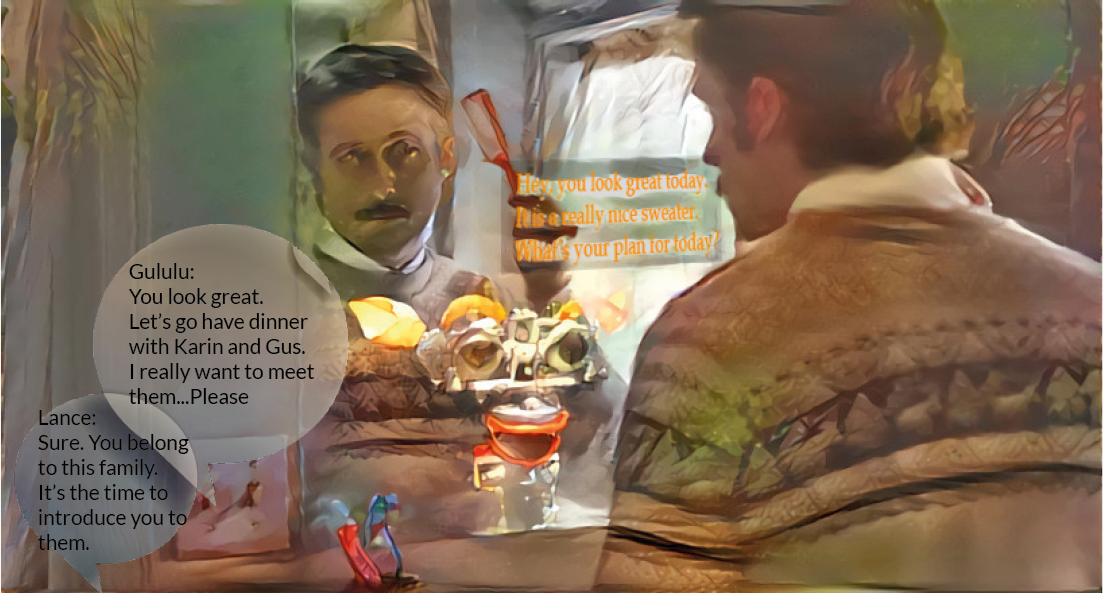 Hey, you look great today.
It is a really nice sweater.
What's your plan for today?
Gululu:
You look great.
Let's go have dinner
with Karin and Gus.
I really want to meet
them...Please
Lance:
Sure. You belong
to this family.
It's the time to
introduce you to
them.